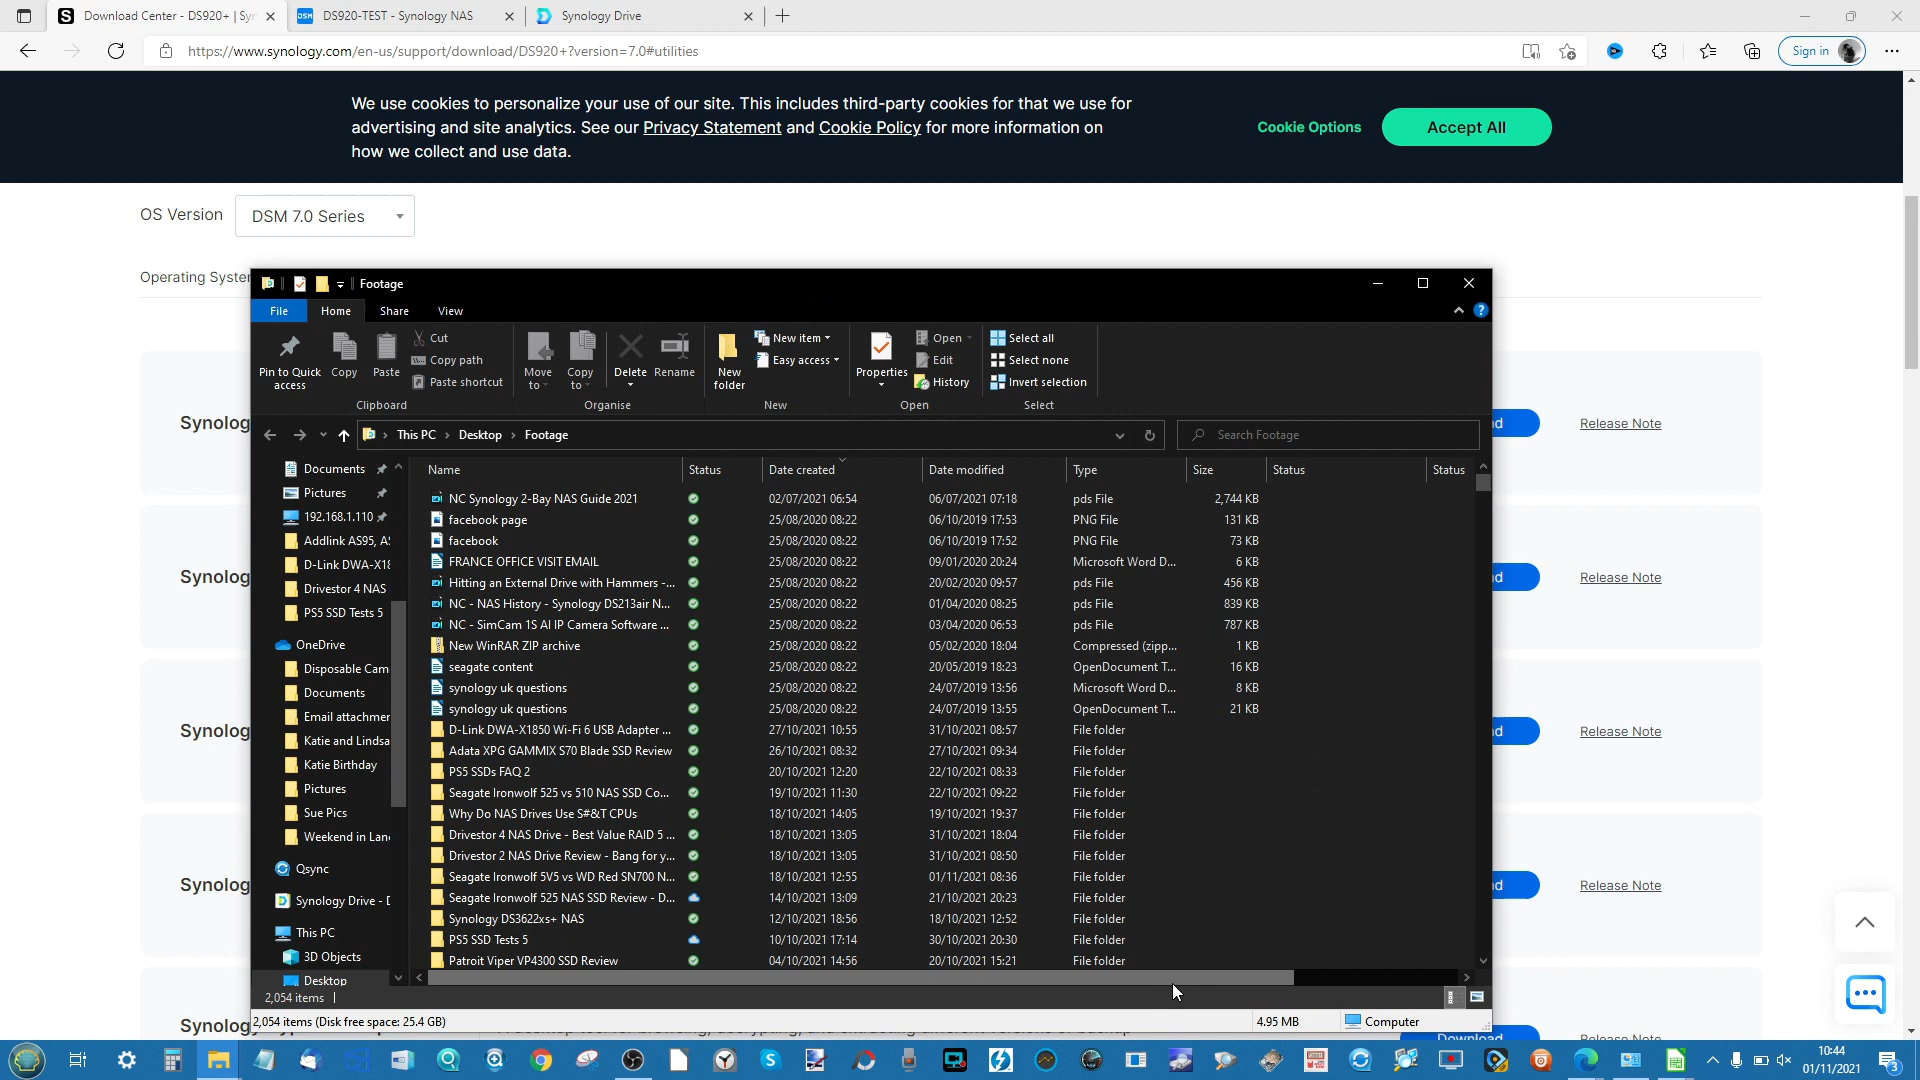 Download Center - DS920+ | Sy
DS920-TEST - Synology NAS
Synology Drive
https://www.synology.com/en-us/support/download/DS920+?version=7.0#utilities
Sign in
We use cookies to personalize your use of our site. This includes third-party cookies for that we use for
advertising and site analytics. See our Privacy Statement and Cookie Policy for more information on
how we collect and use data.
Cookie Options
Accept All
OS Version
DSM 7.0 Series
Operating Syste
Footage
File
Home
Share
View
Pin to Quick access
Copy
Paste
Cut
Copy path
Paste shortcut
Clipboard
Move to
Copy to
Delete
Rename
Organise
New folder
New item
Easy access
New
Properties
Open
Edit
History
Open
Select all
Select none
Invert selection
Select
This PC > Desktop > Footage
Search Footage
Documents
Pictures
192.168.1.110
Addlink AS95, A
D-Link DWA-X18
Drivestor 4 NAS
PS5 SSD Tests 5
OneDrive
Disposable Cam
Documents
Email attachmer
Katie and Lindsa
Katie Birthday
Pictures
Sue Pics
Weekend in Lan
Qsync
Synology Drive - D
This PC
3D Objects
Desktop
Name Status Date created Date modified Type Size Status Status
NC Synology 2-Bay NAS Guide 2021 02/07/2021 06:54 06/07/2021 07:18 pds File 2,744 KB
facebook page 25/08/2020 08:22 06/10/2019 17:53 PNG File 131 KB
facebook 25/08/2020 08:22 06/10/2019 17:52 PNG File 73 KB
FRANCE OFFICE VISIT EMAIL 25/08/2020 08:22 09/01/2020 20:24 Microsoft Word D... 6 KB
Hitting an External Drive with Hammers -... 25/08/2020 08:22 20/02/2020 09:57 pds File 456 KB
NC - NAS History - Synology DS213air N... 25/08/2020 08:22 01/04/2020 08:25 pds File 839 KB
NC - SimCam 1S AI IP Camera Software ... 25/08/2020 08:22 03/04/2020 06:53 pds File 787 KB
New WinRAR ZIP archive 25/08/2020 08:22 05/02/2020 18:04 Compressed (zipp... 1 KB
seagate content 25/08/2020 08:22 20/05/2019 18:23 OpenDocument T... 16 KB
synology uk questions 25/08/2020 08:22 24/07/2019 13:56 Microsoft Word D... 8 KB
synology uk questions 25/08/2020 08:22 24/07/2019 13:55 OpenDocument T... 21 KB
D-Link DWA-X1850 Wi-Fi 6 USB Adapter ... 27/10/2021 10:55 31/10/2021 08:57 File folder
Adata XPG GAMMIX S70 Blade SSD Review 26/10/2021 08:32 27/10/2021 09:34 File folder
PS5 SSDs FAQ 2 20/10/2021 12:20 22/10/2021 08:33 File folder
Seagate Ironwolf 525 vs 510 NAS SSD Co... 19/10/2021 11:30 22/10/2021 09:22 File folder
Why Do NAS Drives Use S#&T CPUs 18/10/2021 14:05 19/10/2021 19:37 File folder
Drivestor 4 NAS Drive - Best Value RAID 5 ... 18/10/2021 13:05 31/10/2021 18:04 File folder
Drivestor 2 NAS Drive Review - Bang for y... 18/10/2021 13:05 31/10/2021 08:50 File folder
Seagate Ironwolf 5V5 vs WD Red SN700 N... 18/10/2021 12:55 01/11/2021 08:36 File folder
Seagate Ironwolf 525 NAS SSD Review - D... 14/10/2021 13:09 21/10/2021 20:23 File folder
Synology DS3622xs+ NAS 12/10/2021 18:56 18/10/2021 12:52 File folder
PS5 SSD Tests 5 10/10/2021 17:14 30/10/2021 20:30 File folder
Patroit Viper VP4300 SSD Review 04/10/2021 14:56 20/10/2021 15:21 File folder
2,054 items
2,054 items (Disk free space: 25.4 GB)
4.95 MB
Computer
Synolog
Release Note
Synolog
Release Note
Synolog
Release Note
Synolog
Release Note
Synolog
Download
Release Note
10:44
01/11/2021
3